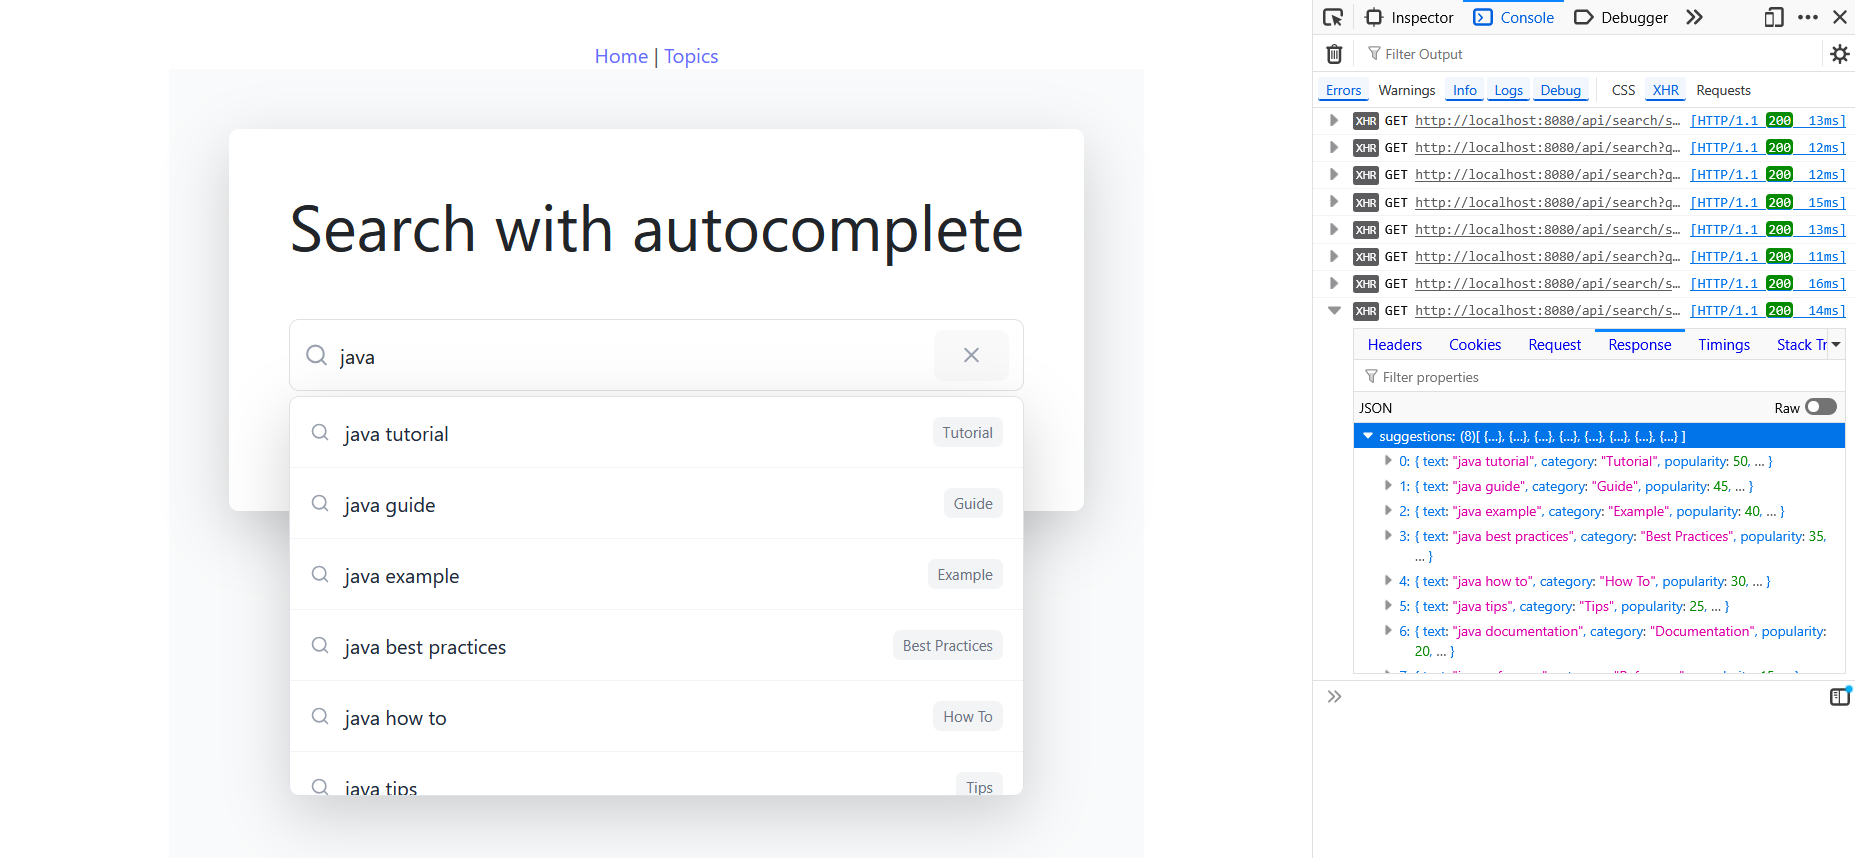 Home | Topics
Search with autocomplete
java
java tutorial Tutorial
java guide Guide
java example Example
java best practices Best Practices
java how to How To
java tips Tips
Inspector Console Debugger
Filter Output
Errors Warnings Info Logs Debug CSS XHR Requests
XHR GET http://localhost:8080/api/search/s… [HTTP/1.1 200 13ms]
XHR GET http://localhost:8080/api/search?q… [HTTP/1.1 200 12ms]
XHR GET http://localhost:8080/api/search?q… [HTTP/1.1 200 12ms]
XHR GET http://localhost:8080/api/search?q… [HTTP/1.1 200 15ms]
XHR GET http://localhost:8080/api/search/s… [HTTP/1.1 200 13ms]
XHR GET http://localhost:8080/api/search?q… [HTTP/1.1 200 11ms]
XHR GET http://localhost:8080/api/search/s… [HTTP/1.1 200 16ms]
XHR GET http://localhost:8080/api/search/s… [HTTP/1.1 200 14ms]
Headers Cookies Request Response Timings Stack Tr
Filter properties
JSON Raw
suggestions: (8)[ {…}, {…}, {…}, {…}, {…}, {…}, {…}, {…} ]
0: { text: "java tutorial", category: "Tutorial", popularity: 50, … }
1: { text: "java guide", category: "Guide", popularity: 45, … }
2: { text: "java example", category: "Example", popularity: 40, … }
3: { text: "java best practices", category: "Best Practices", popularity: 35,
… }
4: { text: "java how to", category: "How To", popularity: 30, … }
5: { text: "java tips", category: "Tips", popularity: 25, … }
6: { text: "java documentation", category: "Documentation", popularity:
20, … }